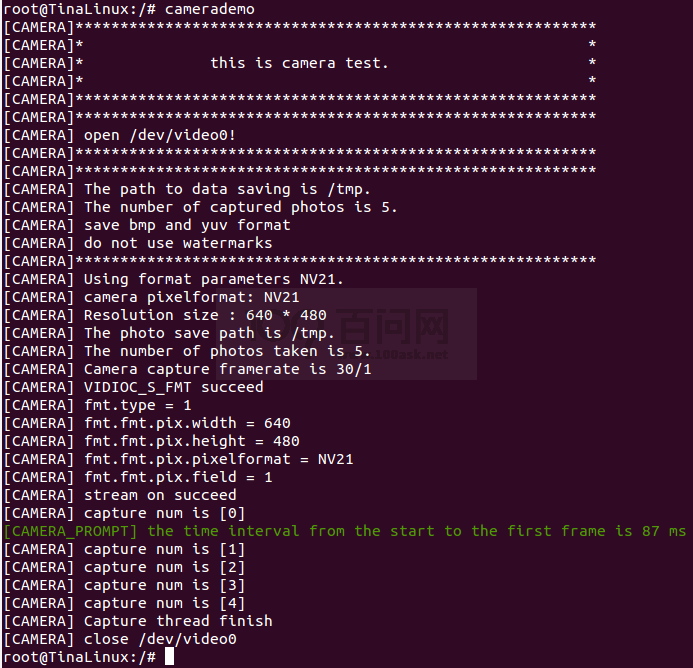 root@TinaLinux:/# camerademo
[CAMERA]**********************************************************
[CAMERA]*                                                        *
[CAMERA]*              this is camera test.                      *
[CAMERA]*                                                        *
[CAMERA]**********************************************************
[CAMERA]**********************************************************
[CAMERA] open /dev/video0!
[CAMERA]**********************************************************
[CAMERA]**********************************************************
[CAMERA] The path to data saving is /tmp.
[CAMERA] The number of captured photos is 5.
[CAMERA] save bmp and yuv format
[CAMERA] do not use watermarks
[CAMERA]**********************************************************
[CAMERA] Using format parameters NV21.
[CAMERA] camera pixelformat: NV21
[CAMERA] Resolution size : 640 * 480
[CAMERA] The photo save path is /tmp.
[CAMERA] The number of photos taken is 5.
[CAMERA] Camera capture framerate is 30/1
[CAMERA] VIDIOC_S_FMT succeed
[CAMERA] fmt.type = 1
[CAMERA] fmt.fmt.pix.width = 640
[CAMERA] fmt.fmt.pix.height = 480
[CAMERA] fmt.fmt.pix.pixelformat = NV21
[CAMERA] fmt.fmt.pix.field = 1
[CAMERA] stream on succeed
[CAMERA] capture num is [0]
[CAMERA_PROMPT] the time interval from the start to the first frame is 87 ms
[CAMERA] capture num is [1]
[CAMERA] capture num is [2]
[CAMERA] capture num is [3]
[CAMERA] capture num is [4]
[CAMERA] Capture thread finish
[CAMERA] close /dev/video0
root@TinaLinux:/#
百问网